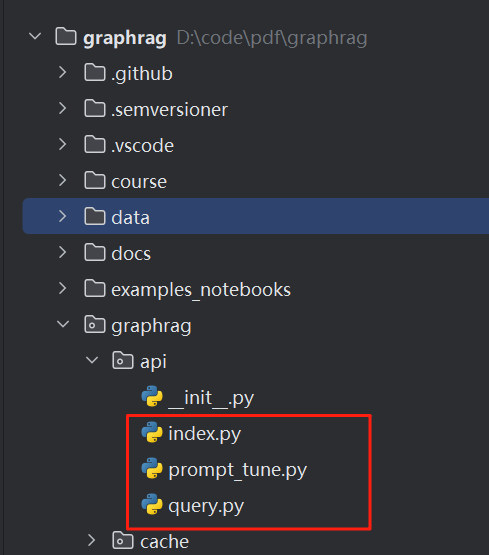 graphrag D:\code\pdf\graphrag
.github
.semversioner
.vscode
course
data
docs
examples_notebooks
graphrag
api
__init__.py
index.py
prompt_tune.py
query.py
cache